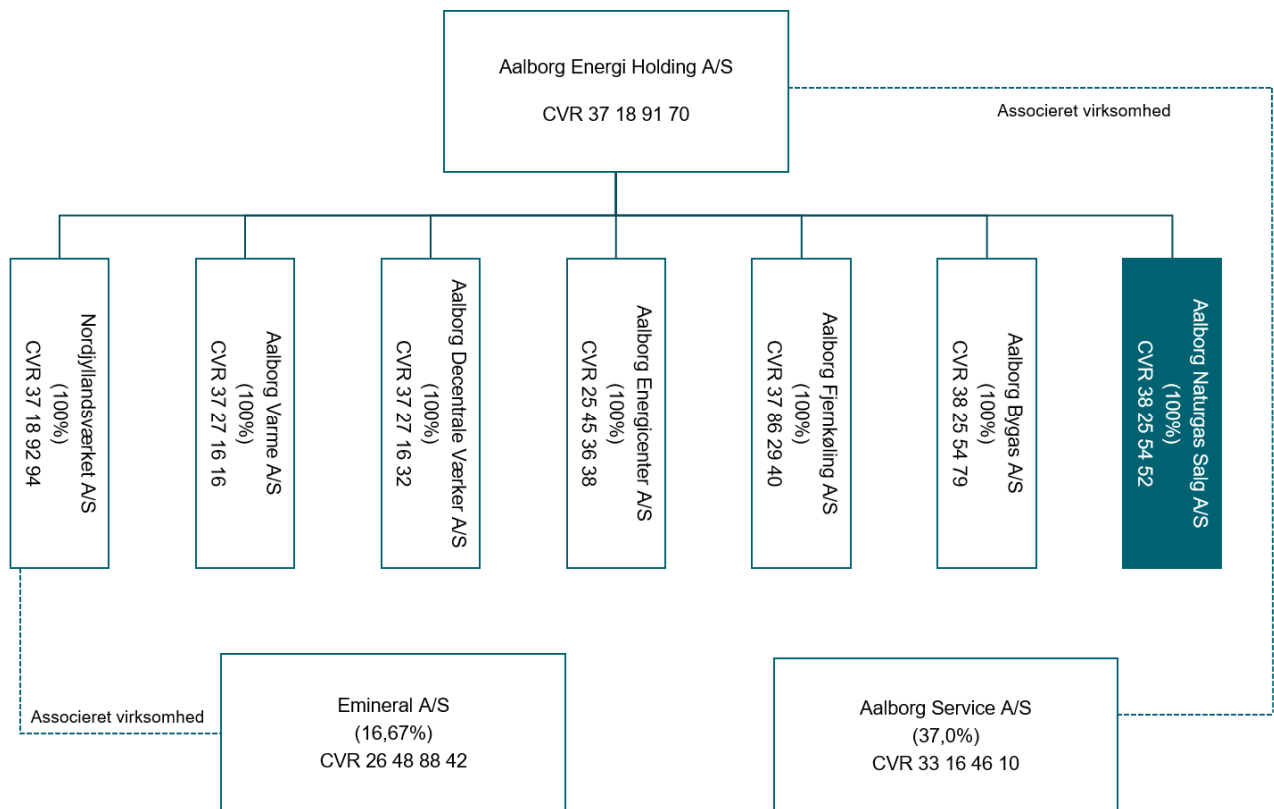 Aalborg Energi Holding A/S
CVR 37 18 91 70
Associeret virksomhed
Nordjyllandsværket A/S
(100%)
CVR 37 18 92 94
Aalborg Varme A/S
(100%)
CVR 37 27 16 16
Aalborg Decentrale Værker A/S
(100%)
CVR 37 27 16 32
Aalborg Energicenter A/S
(100%)
CVR 25 45 36 38
Aalborg Fjernkøling A/S
(100%)
CVR 37 86 29 40
Aalborg Bygas A/S
(100%)
CVR 38 25 54 79
Aalborg Naturgas Salg A/S
(100%)
CVR 38 25 54 52
Associeret virksomhed
Emineral A/S
(16,67%)
CVR 26 48 88 42
Aalborg Service A/S
(37,0%)
CVR 33 16 46 10